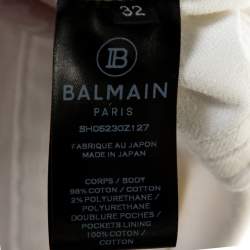 32
B
BALMAIN
PARIS
SH05230Z127
FABRIQUE AU JAPON
MADE IN JAPAN
CORPS / BODY
98% COTON / COTTON
2% POLYURETHANE /
POLYURETHANE
DOUBLURE POCHES /
POCKETS LINING
100% COTON /
COTTON